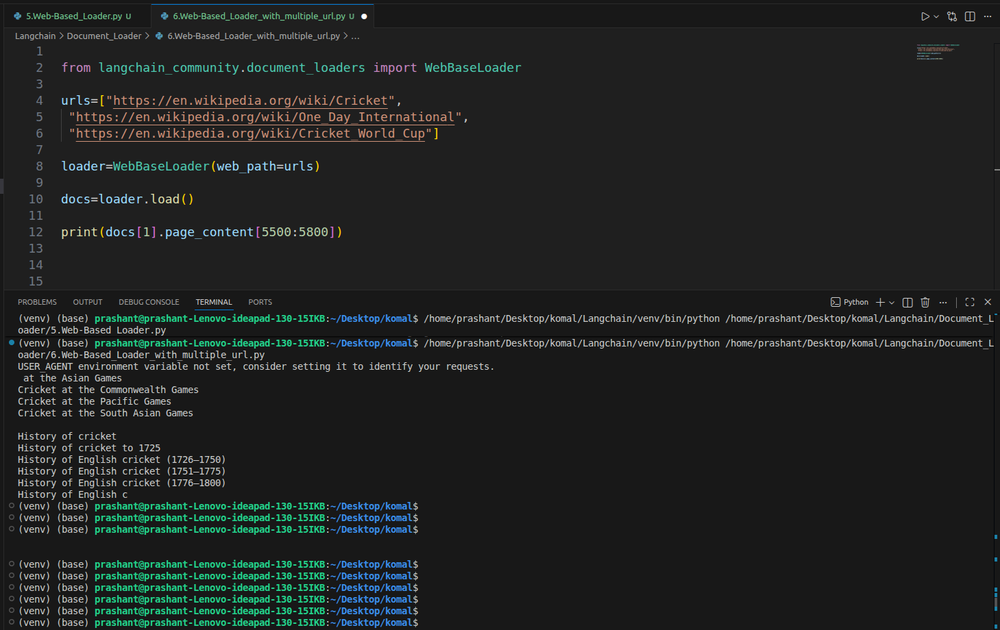 5.Web-Based_Loader.py U
6.Web-Based_Loader_with_multiple_url.py U
Langchain > Document_Loader > 6.Web-Based_Loader_with_multiple_url.py > ...
1
2 from langchain_community.document_loaders import WebBaseLoader
3
4 urls=["https://en.wikipedia.org/wiki/Cricket",
5 "https://en.wikipedia.org/wiki/One_Day_International",
6 "https://en.wikipedia.org/wiki/Cricket_World_Cup"]
7
8 loader=WebBaseLoader(web_path=urls)
9
10 docs=loader.load()
11
12 print(docs[1].page_content[5500:5800])
13
14
15
PROBLEMS OUTPUT DEBUG CONSOLE TERMINAL PORTS Python
(venv) (base) prashant@prashant-Lenovo-ideapad-130-15IKB:~/Desktop/komal$ /home/prashant/Desktop/komal/Langchain/venv/bin/python /home/prashant/Desktop/komal/Langchain/Document_L
oader/5.Web-Based Loader.py
(venv) (base) prashant@prashant-Lenovo-ideapad-130-15IKB:~/Desktop/komal$ /home/prashant/Desktop/komal/Langchain/venv/bin/python /home/prashant/Desktop/komal/Langchain/Document_L
oader/6.Web-Based_Loader_with_multiple_url.py
USER_AGENT environment variable not set, consider setting it to identify your requests.
at the Asian Games
Cricket at the Commonwealth Games
Cricket at the Pacific Games
Cricket at the South Asian Games
History of cricket
History of cricket to 1725
History of English cricket (1726–1750)
History of English cricket (1751–1775)
History of English cricket (1776–1800)
History of English c
(venv) (base) prashant@prashant-Lenovo-ideapad-130-15IKB:~/Desktop/komal$
(venv) (base) prashant@prashant-Lenovo-ideapad-130-15IKB:~/Desktop/komal$
(venv) (base) prashant@prashant-Lenovo-ideapad-130-15IKB:~/Desktop/komal$
(venv) (base) prashant@prashant-Lenovo-ideapad-130-15IKB:~/Desktop/komal$
(venv) (base) prashant@prashant-Lenovo-ideapad-130-15IKB:~/Desktop/komal$
(venv) (base) prashant@prashant-Lenovo-ideapad-130-15IKB:~/Desktop/komal$
(venv) (base) prashant@prashant-Lenovo-ideapad-130-15IKB:~/Desktop/komal$
(venv) (base) prashant@prashant-Lenovo-ideapad-130-15IKB:~/Desktop/komal$
(venv) (base) prashant@prashant-Lenovo-ideapad-130-15IKB:~/Desktop/komal$